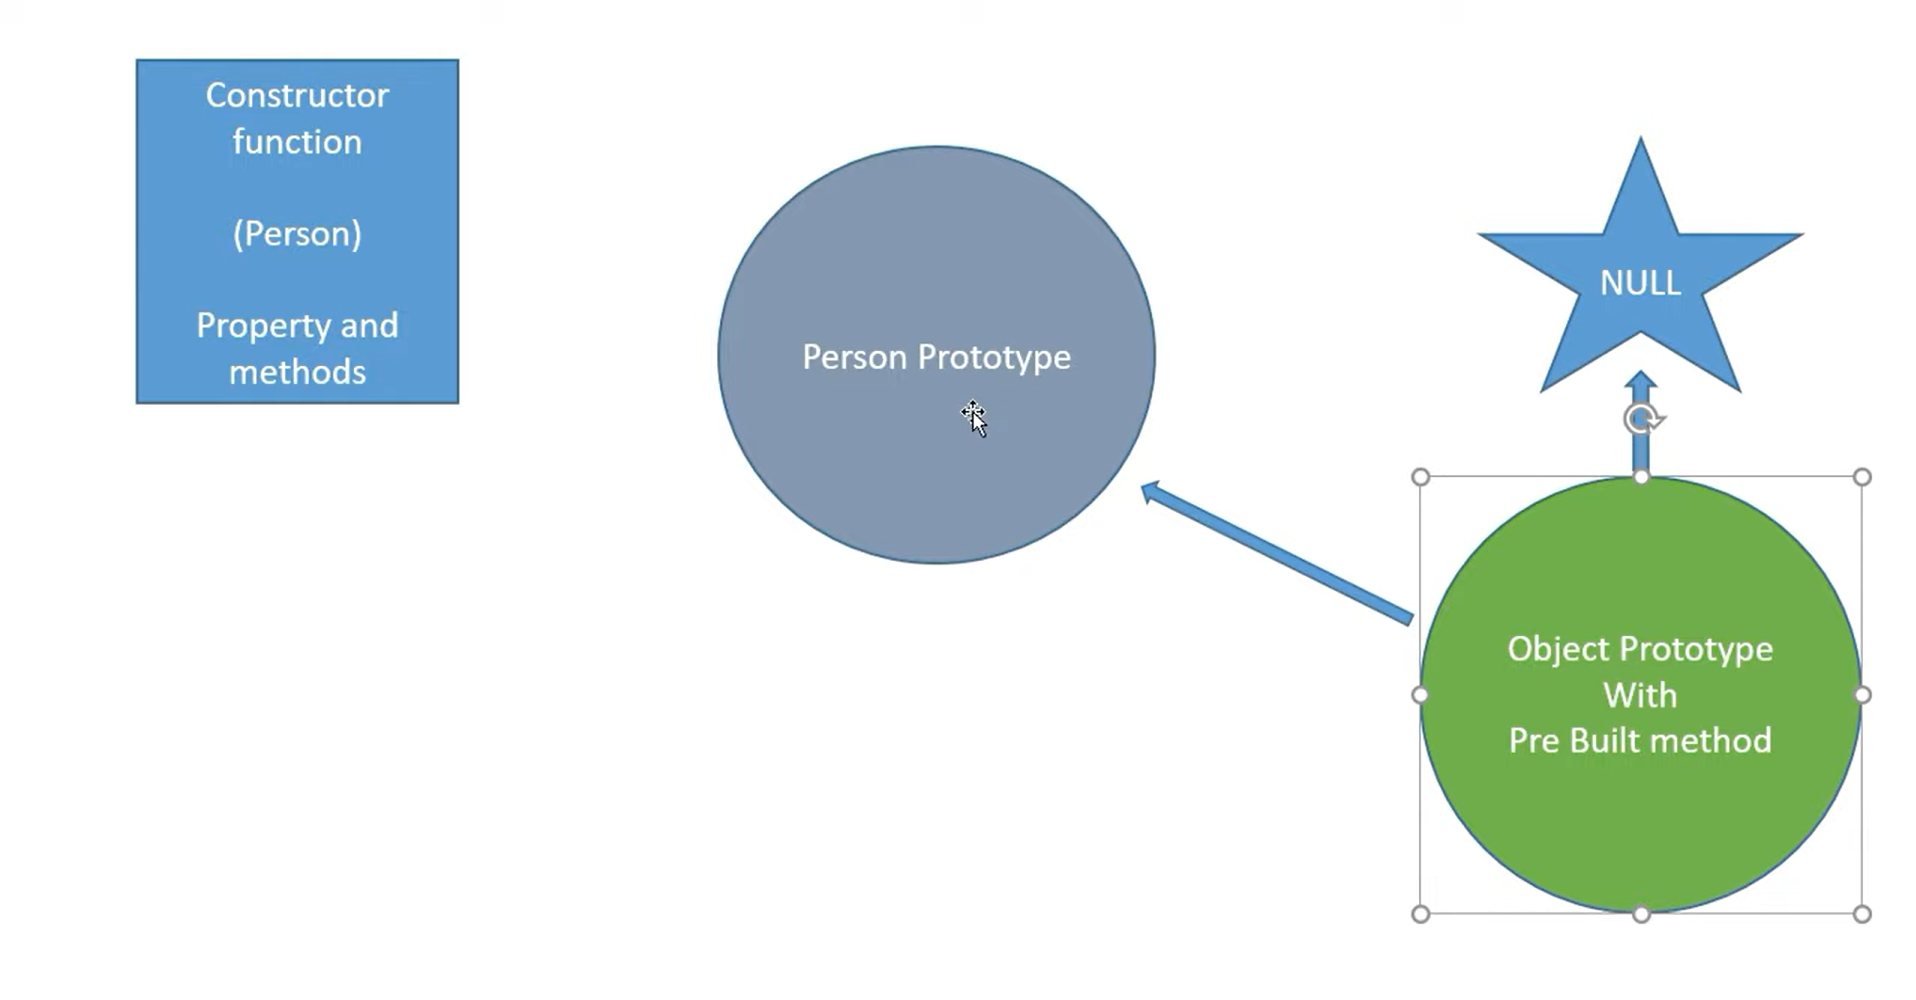 Constructor
function
(Person)
Property and
methods
Person Prototype
NULL
Object Prototype
With
Pre Built method